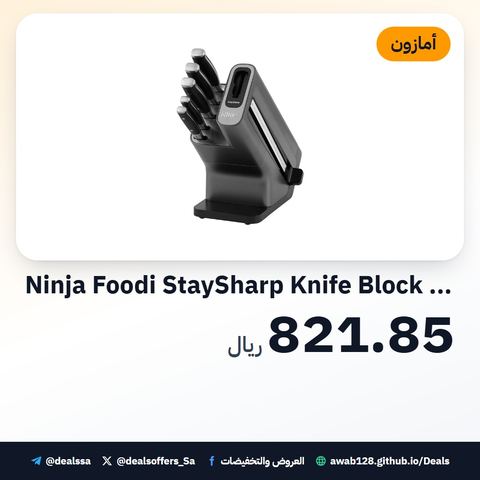 أمازون
Ninja Foodi StaySharp Knife Block ...
821.85 ريال
@dealssa @dealsoffers_Sa العروض والتخفيضات awab128.github.io/Deals